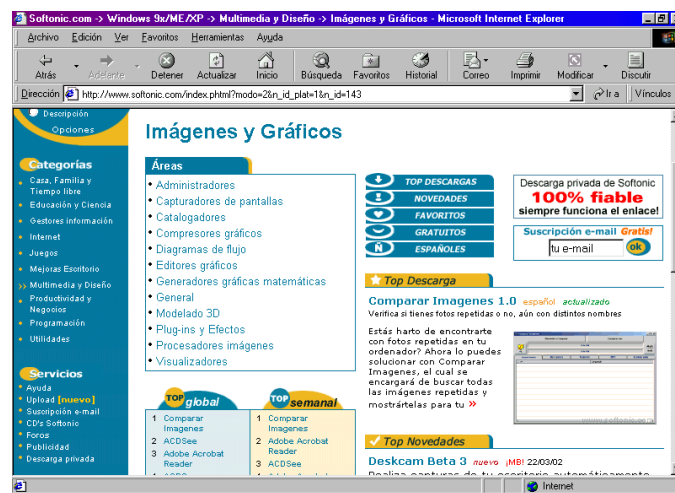 Softonic.com -> Windows 9x/ME/XP -> Multimedia y Diseño -> Imágenes y Gráficos - Microsoft Internet Explorer
Archivo Edición Ver Favoritos Herramientas Ayuda
Atrás Adelante Detener Actualizar Inicio Búsqueda Favoritos Historial Correo Imprimir Modificar Discutir
Dirección http://www.softonic.com/index.phtml?modo=2&n_id_plat=1&n_id=143 Ir a Vínculos
Descripción
Opciones
Categorías
Casa, Familia y
Tiempo libre
Educación y Ciencia
Gestores información
Internet
Juegos
Mejoras Escritorio
>> Multimedia y Diseño
Productividad y
Negocios
Programación
Utilidades
Servicios
Ayuda
Upload [nuevo]
Suscripción e-mail
CD's Softonic
Foros
Publicidad
Descarga privada
Imágenes y Gráficos
Áreas
• Administradores
• Capturadores de pantallas
• Catalogadores
• Compresores gráficos
• Diagramas de flujo
• Editores gráficos
• Generadores gráficas matemáticas
• General
• Modelado 3D
• Plug-ins y Efectos
• Procesadores imágenes
• Visualizadores
TOP global
1 Comparar
Imagenes
2 ACDSee
3 Adobe Acrobat
Reader
TOP semanal
1 Comparar
Imagenes
2 Adobe Acrobat
Reader
3 ACDSee
TOP DESCARGAS
NOVEDADES
FAVORITOS
GRATUITOS
Ñ ESPAÑOLES
Descarga privada de Softonic
100% fiable
siempre funciona el enlace!
Suscripción e-mail Gratis!
tu e-mail ok
Top Descarga
Comparar Imagenes 1.0 español actualizado
Verifica si tienes fotos repetidas o no, aún con distintos nombres
Estás harto de encontrarte
con fotos repetidas en tu
ordenador? Ahora lo puedes
solucionar con Comparar
Imagenes, el cual se
encargará de buscar todas
las imágenes repetidas y
mostrártelas para tu »
Top Novedades
Deskcam Beta 3 nuevo ¡MB! 22/03/02
Realiza capturas de tu escritorio automáticamente
Internet